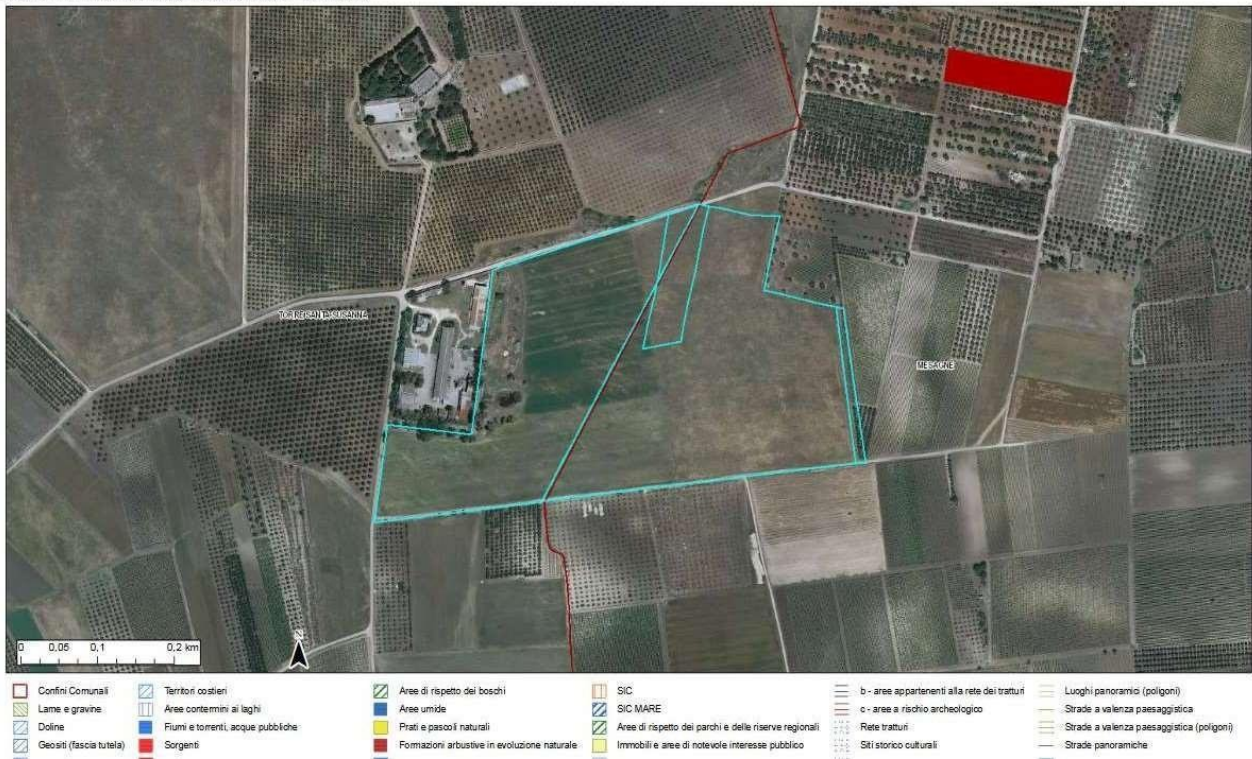 TORRE SANTA SUSANNA
MESAGNE
0 0,05 0,1 0,2 km
N
Confini Comunali
Lame e gravine
Doline
Geositi (fascia tutela)
Territori costieri
Aree contermini ai laghi
Fiumi e torrenti, acque pubbliche
Sorgenti
Aree di rispetto dei boschi
Aree umide
Prati e pascoli naturali
Formazioni arbustive in evoluzione naturale
SIC
SIC MARE
Aree di rispetto dei parchi e delle riserve regionali
Immobili e aree di notevole interesse pubblico
b - aree appartenenti alla rete dei tratturi
c - aree a rischio archeologico
Rete tratturi
Siti storico culturali
Luoghi panoramici (poligoni)
Strade a valenza paesaggistica
Strade a valenza paesaggistica (poligoni)
Strade panoramiche